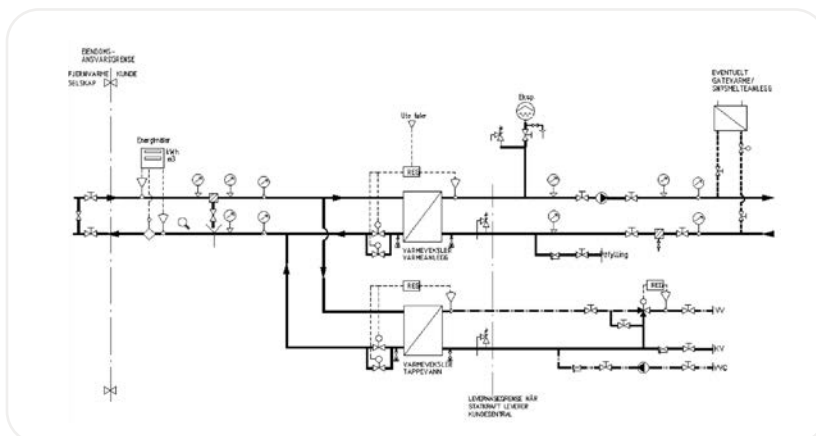 EIENDOMS-
ANSVARSGRENSE
FJERNVARME KUNDE
SELSKAP
Energimåler
kWh
m3
Ute føler
REG
Eksp.
EVENTUELT
GATEVARME/
SNØSMELTEANLEGG
VARMEVEKSLER
VARMEANLEGG
Påfylling
REG
REG
VV
KV
VVC
VARMEVEKSLER
TAPPEVANN
LEVERANSEGRENSE NÅR
STATKRAFT LEVERER
KUNDESENTRAL